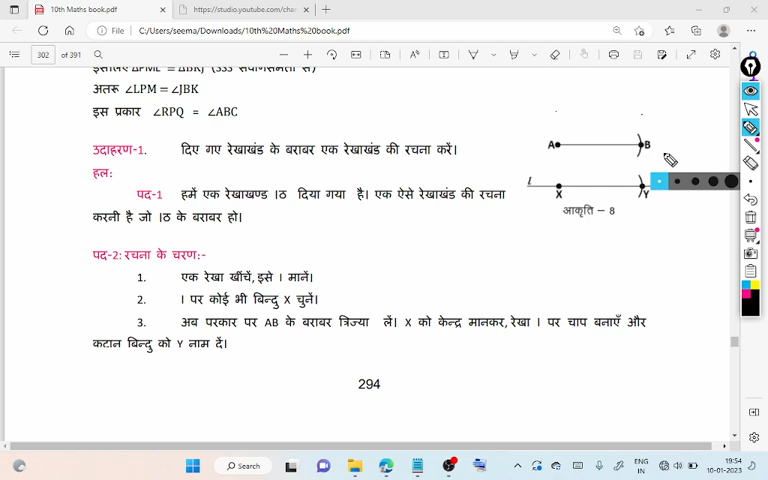 10th Maths book.pdf
https://studio.youtube.com/cha
File
C:/Users/seema/Downloads/10th%20Maths%20book.pdf
302 of 391
अतरू ∠LPM = ∠JBK
इस प्रकार ∠RPQ = ∠ABC
उदाहरण-1. दिए गए रेखाखंड के बराबर एक रेखाखंड की रचना करें।
हल:
पद-1 हमें एक रेखाखण्ड ।ठ दिया गया है। एक ऐसे रेखाखंड की रचना
करनी है जो ।ठ के बराबर हो।
A B
l X Y
आकृति – 8
पद-2: रचना के चरण:-
1. एक रेखा खींचें, इसे । मानें।
2. । पर कोई भी बिन्दु X चुनें।
3. अब परकार पर AB के बराबर त्रिज्या लें। X को केन्द्र मानकर, रेखा । पर चाप बनाएँ और
कटान बिन्दु को Y नाम दें।
294
Search
ENG
IN
19:54
10-01-2023